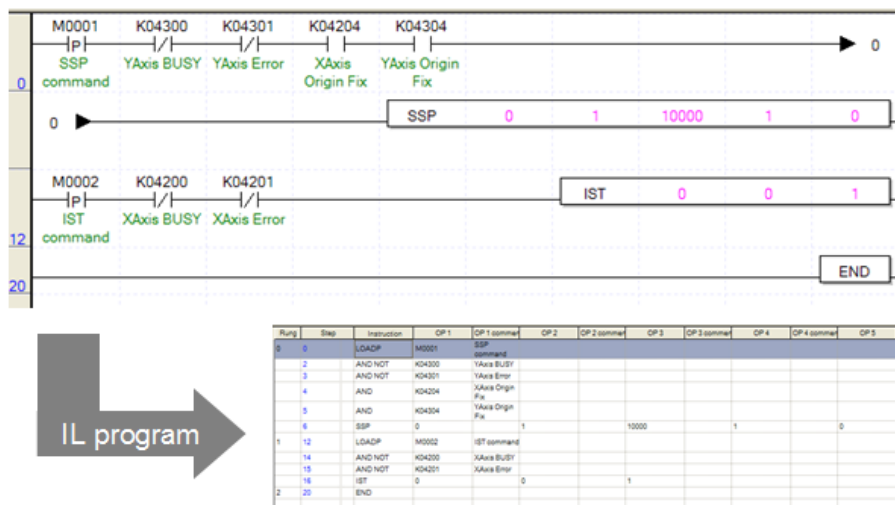 M0001 K04300 K04301 K04204 K04304
P
SSP command YAxis BUSY YAxis Error XAxis Origin Fix YAxis Origin Fix
0
0
0 SSP 0 1 10000 1 0
M0002 K04200 K04201
P IST 0 0 1
IST command XAxis BUSY XAxis Error
12
END
20
IL program
Rung Step Instruction OP 1 OP 1 commer OP 2 OP 2 commer OP 3 OP 3 commer OP 4 OP 4 commer OP 5
0 0 LOADP M0001 SSP command
2 AND NOT K04300 YAxis BUSY
3 AND NOT K04301 YAxis Error
4 AND K04204 XAxis Origin Fix
5 AND K04304 YAxis Origin Fix
6 SSP 0 1 10000 1 0
1 12 LOADP M0002 IST command
14 AND NOT K04200 XAxis BUSY
15 AND NOT K04201 XAxis Error
16 IST 0 0 1
2 20 END